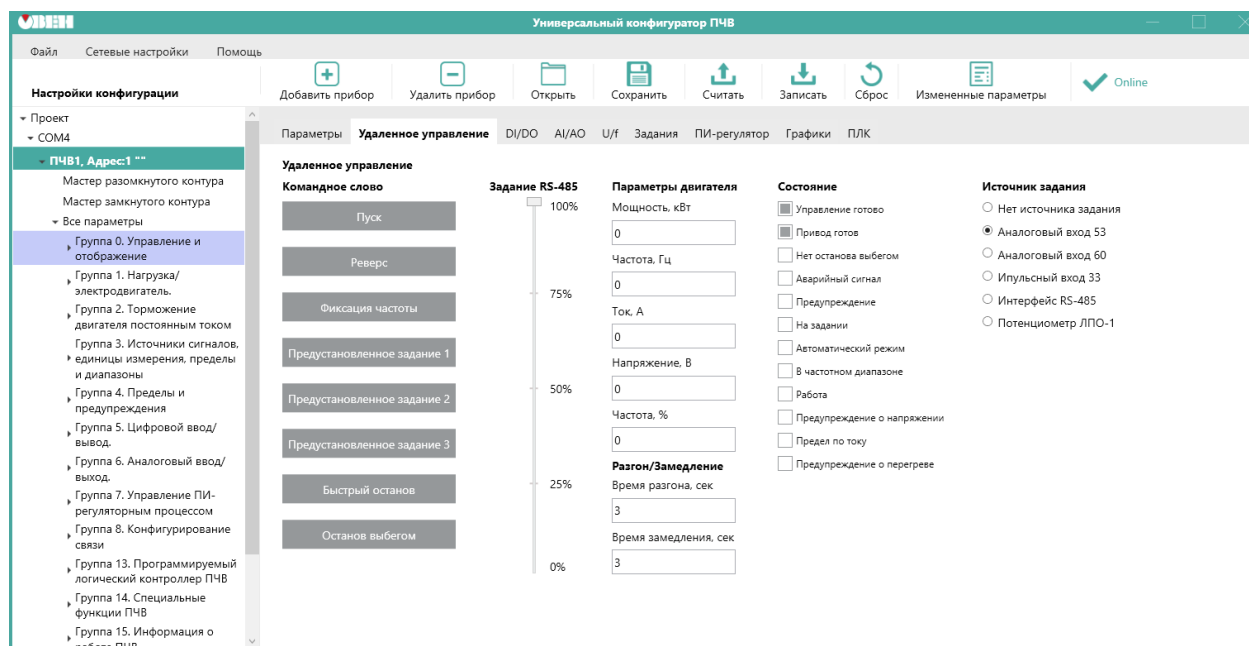 ОВЕН
Универсальный конфигуратор ПЧВ
Файл Сетевые настройки Помощь
Настройки конфигурации
Добавить прибор Удалить прибор Открыть Сохранить Считать Записать Сброс Измененные параметры Online
Проект
COM4
ПЧВ1, Адрес:1 ""
Мастер разомкнутого контура
Мастер замкнутого контура
Все параметры
Группа 0. Управление и
отображение
Группа 1. Нагрузка/
электродвигатель.
Группа 2. Торможение
двигателя постоянным током
Группа 3. Источники сигналов,
единицы измерения, пределы
и диапазоны
Группа 4. Пределы и
предупреждения
Группа 5. Цифровой ввод/
вывод.
Группа 6. Аналоговый ввод/
выход.
Группа 7. Управление ПИ-
регуляторным процессом
Группа 8. Конфигурирование
связи
Группа 13. Программируемый
логический контроллер ПЧВ
Группа 14. Специальные
функции ПЧВ
Группа 15. Информация о
работе ПЧВ
Параметры Удаленное управление DI/DO AI/AO U/f Задания ПИ-регулятор Графики ПЛК
Удаленное управление
Командное слово
Пуск
Реверс
Фиксация частоты
Предустановленное задание 1
Предустановленное задание 2
Предустановленное задание 3
Быстрый останов
Останов выбегом
Задание RS-485
100%
75%
50%
25%
0%
Параметры двигателя
Мощность, кВт
0
Частота, Гц
0
Ток, А
0
Напряжение, В
0
Частота, %
0
Разгон/Замедление
Время разгона, сек
3
Время замедления, сек
3
Состояние
Управление готово
Привод готов
Нет останова выбегом
Аварийный сигнал
Предупреждение
На задании
Автоматический режим
В частотном диапазоне
Работа
Предупреждение о напряжении
Предел по току
Предупреждение о перегреве
Источник задания
Нет источника задания
Аналоговый вход 53
Аналоговый вход 60
Ипульсный вход 33
Интерфейс RS-485
Потенциометр ЛПО-1